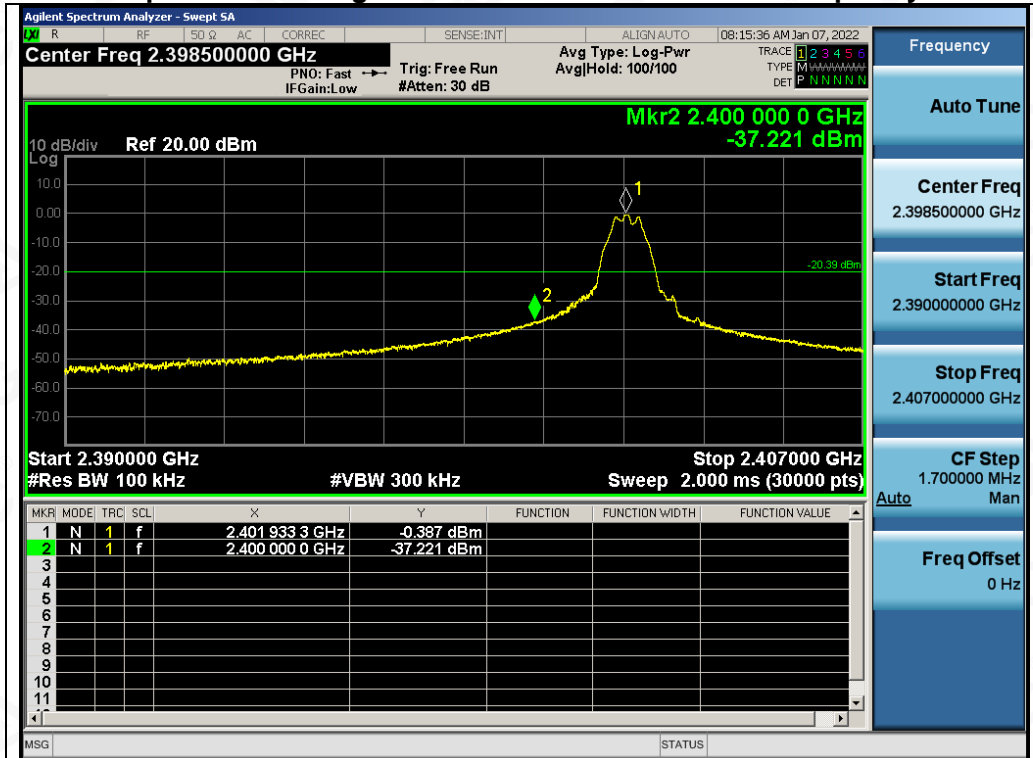 Agilent Spectrum Analyzer - Swept SA
LXI R RF 50 Ω AC CORREC SENSE:INT ALIGN AUTO 08:15:36 AM Jan 07, 2022
Center Freq 2.398500000 GHz
PNO: Fast
IFGain:Low
Trig: Free Run
#Atten: 30 dB
Avg Type: Log-Pwr
Avg|Hold: 100/100
TRACE 1 2 3 4 5 6
TYPE M WWWWW
DET P N N N N N
Mkr2 2.400 000 0 GHz
-37.221 dBm
10 dB/div Ref 20.00 dBm
Log
10.0
0.00
-10.0
-20.0
-30.0
-40.0
-50.0
-60.0
-70.0
1
2
-20.39 dBm
Start 2.390000 GHz Stop 2.407000 GHz
#Res BW 100 kHz #VBW 300 kHz Sweep 2.000 ms (30000 pts)
MKR MODE TRC SCL X Y FUNCTION FUNCTION WIDTH FUNCTION VALUE
1 N 1 f 2.401 933 3 GHz -0.387 dBm
2 N 1 f 2.400 000 0 GHz -37.221 dBm
3
4
5
6
7
8
9
10
11
MSG STATUS
Frequency
Auto Tune
Center Freq
2.398500000 GHz
Start Freq
2.390000000 GHz
Stop Freq
2.407000000 GHz
CF Step
1.700000 MHz
Auto Man
Freq Offset
0 Hz